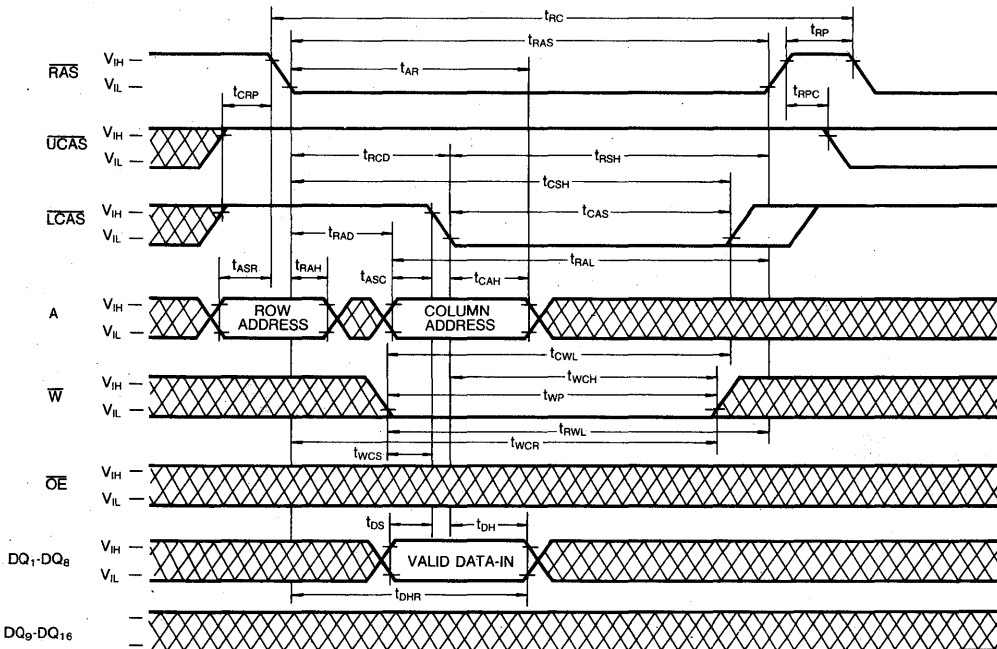 tRC
tRP
tRAS
RAS
VIH
VIL
tAR
tCRP
tRPC
UCAS
VIH
VIL
tRCD
tRSH
tCSH
LCAS
VIH
VIL
tCAS
tRAD
tRAL
tASR
tRAH
tASC
tCAH
A
VIH
VIL
ROW
ADDRESS
COLUMN
ADDRESS
tCWL
tWCH
W
VIH
VIL
tWP
tRWL
tWCR
tWCS
OE
VIH
VIL
tDS
tDH
DQ1-DQ8
VIH
VIL
VALID DATA-IN
tDHR
DQ9-DQ16